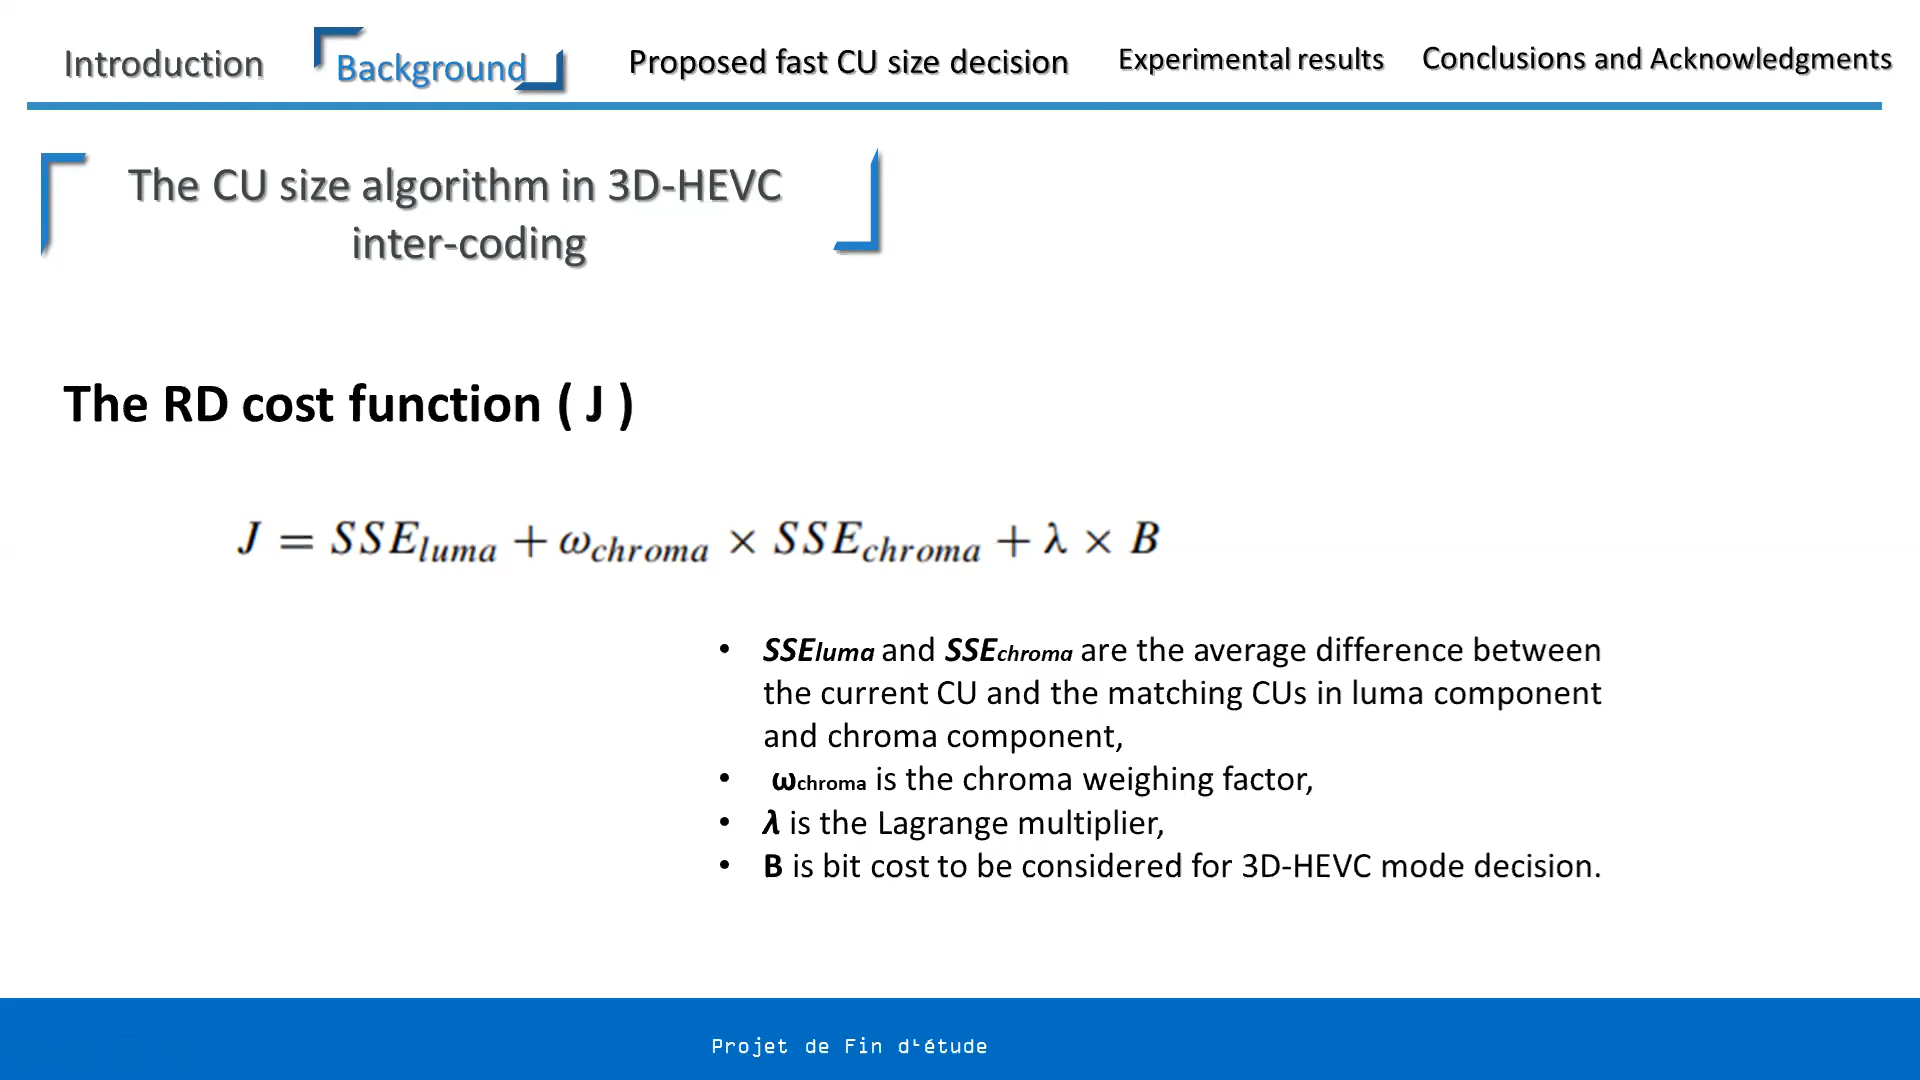 Introduction Background Proposed fast CU size decision Experimental results Conclusions and Acknowledgments
The CU size algorithm in 3D-HEVC
inter-coding
The RD cost function ( J )
J = SSE_luma + ω_chroma × SSE_chroma + λ × B
• SSEluma and SSEchroma are the average difference between
the current CU and the matching CUs in luma component
and chroma component,
• ωchroma is the chroma weighing factor,
• λ is the Lagrange multiplier,
• B is bit cost to be considered for 3D-HEVC mode decision.
Projet de Fin d'étude